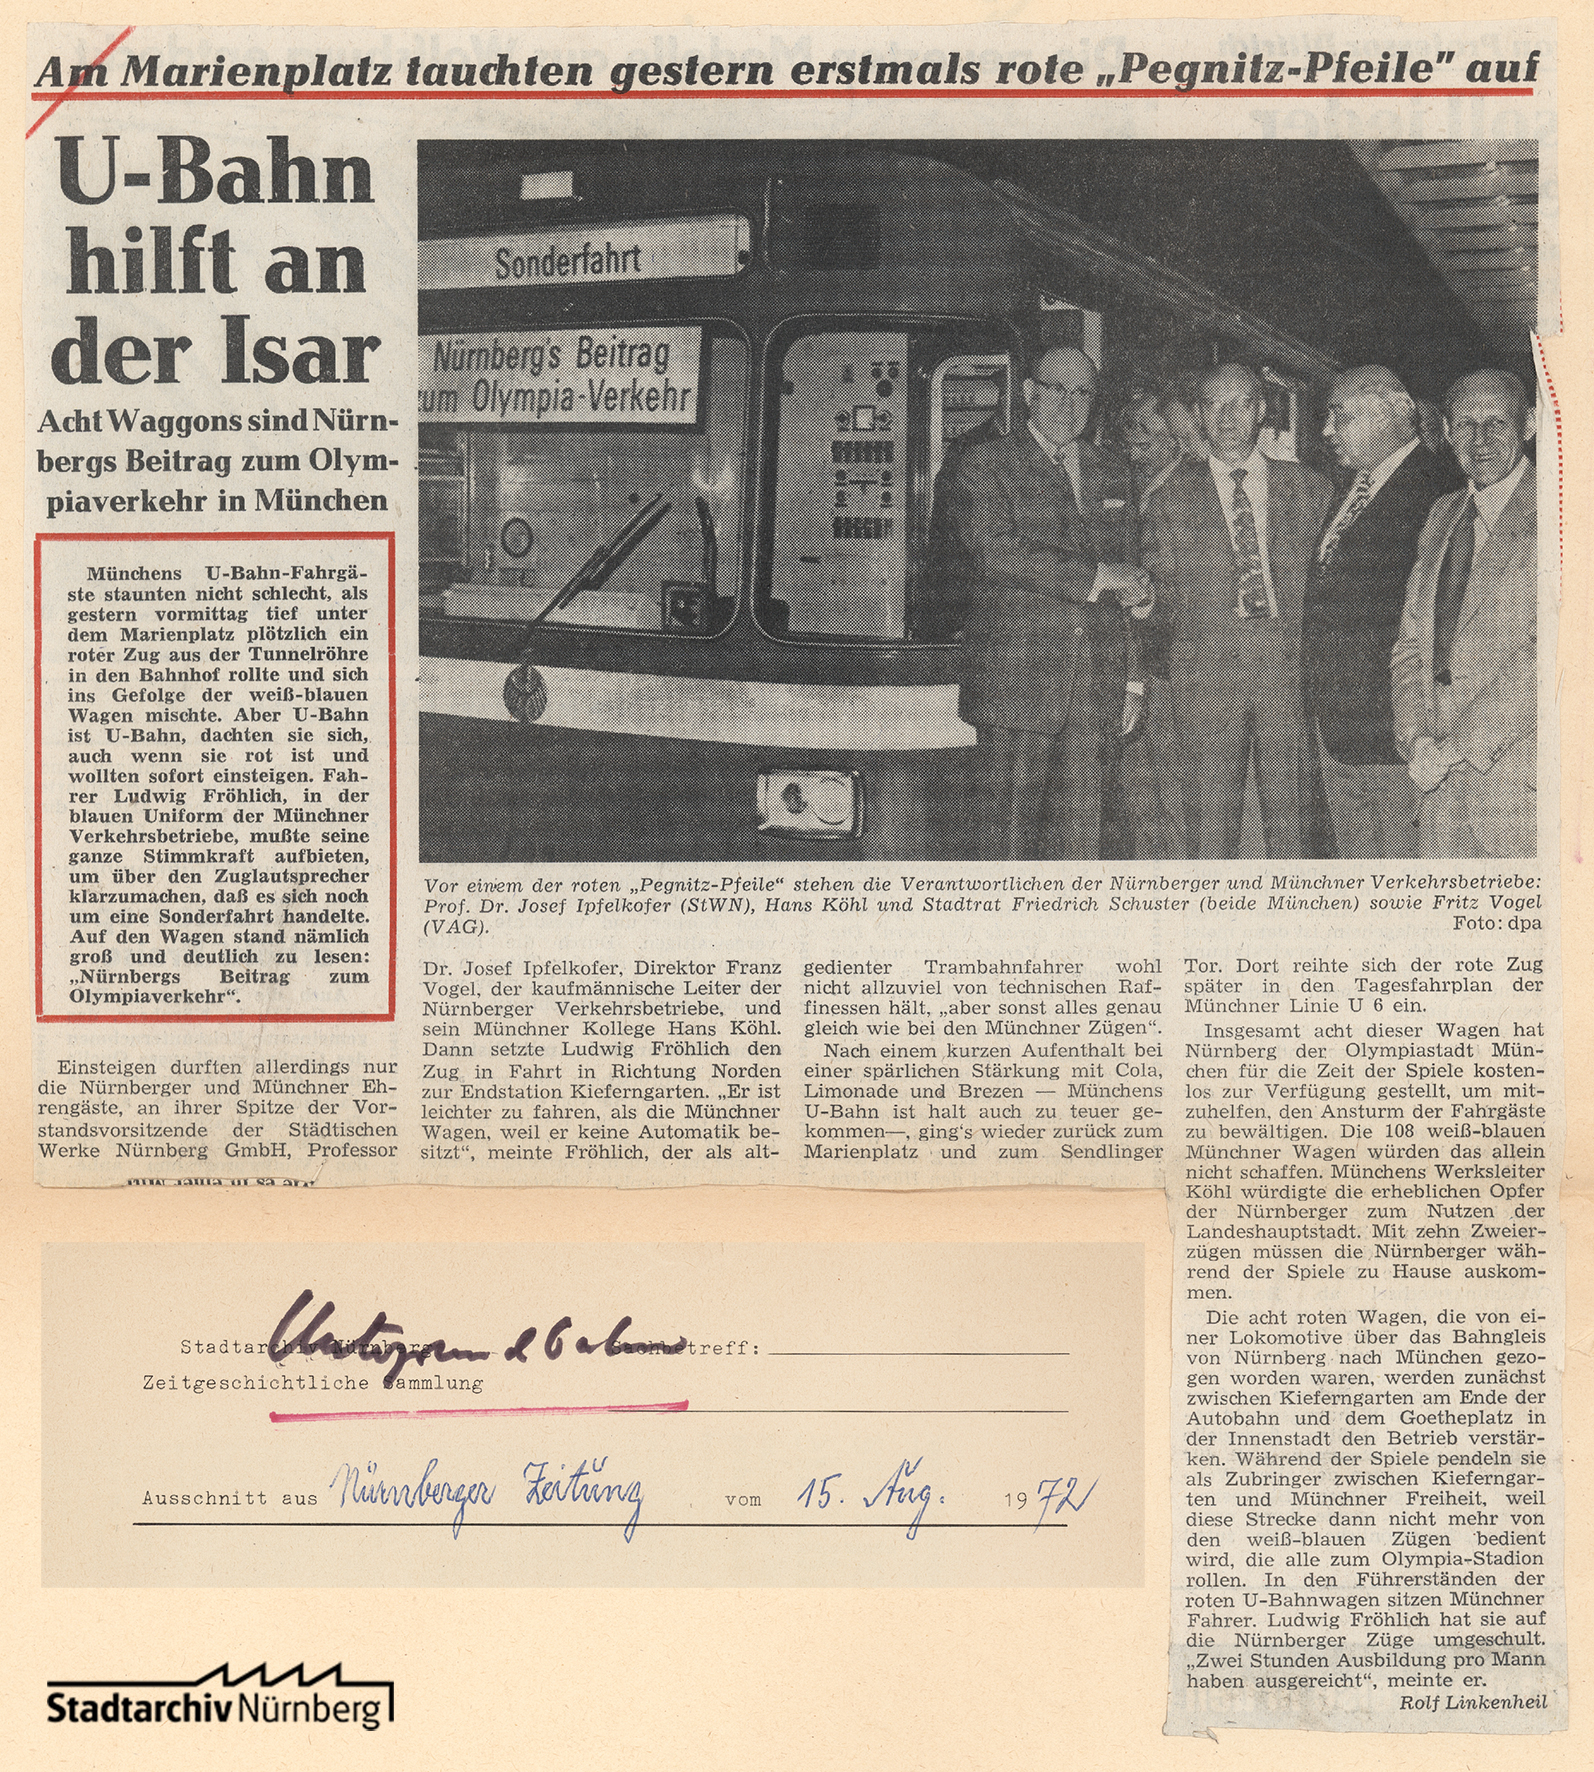 Am Marienplatz tauchten gestern erstmals rote „Pegnitz-Pfeile" auf
U-Bahn
hilft an
der Isar
Acht Waggons sind Nürn-
bergs Beitrag zum Olym-
piaverkehr in München
Münchens U-Bahn-Fahrgä-
ste staunten nicht schlecht, als
gestern vormittag tief unter
dem Marienplatz plötzlich ein
roter Zug aus der Tunnelröhre
in den Bahnhof rollte und sich
ins Gefolge der weiß-blauen
Wagen mischte. Aber U-Bahn
ist U-Bahn, dachten sie sich,
auch wenn sie rot ist und
wollten sofort einsteigen. Fah-
rer Ludwig Fröhlich, in der
blauen Uniform der Münchner
Verkehrsbetriebe, mußte seine
ganze Stimmkraft aufbieten,
um über den Zuglautsprecher
klarzumachen, daß es sich noch
um eine Sonderfahrt handelte.
Auf den Wagen stand nämlich
groß und deutlich zu lesen:
„Nürnbergs Beitrag zum
Olympiaverkehr“.
Sonderfahrt
Nürnberg's Beitrag
zum Olympia-Verkehr
Vor einem der roten „Pegnitz-Pfeile“ stehen die Verantwortlichen der Nürnberger und Münchner Verkehrsbetriebe:
Prof. Dr. Josef Ipfelkofer (StWN), Hans Köhl und Stadtrat Friedrich Schuster (beide München) sowie Fritz Vogel
(VAG). Foto: dpa
Einsteigen durften allerdings nur
die Nürnberger und Münchner Eh-
rengäste, an ihrer Spitze der Vor-
standsvorsitzende der Städtischen
Werke Nürnberg GmbH, Professor
Dr. Josef Ipfelkofer, Direktor Franz
Vogel, der kaufmännische Leiter der
Nürnberger Verkehrsbetriebe, und
sein Münchner Kollege Hans Köhl.
Dann setzte Ludwig Fröhlich den
Zug in Fahrt in Richtung Norden
zur Endstation Kieferngarten. „Er ist
leichter zu fahren, als die Münchner
Wagen, weil er keine Automatik be-
sitzt“, meinte Fröhlich, der als alt-
gedienter Trambahnfahrer wohl
nicht allzuviel von technischen Raf-
finessen hält, „aber sonst alles genau
gleich wie bei den Münchner Zügen“.
Nach einem kurzen Aufenthalt bei
einer spärlichen Stärkung mit Cola,
Limonade und Brezen — Münchens
U-Bahn ist halt auch zu teuer ge-
kommen—, ging's wieder zurück zum
Marienplatz und zum Sendlinger
Tor. Dort reihte sich der rote Zug
später in den Tagesfahrplan der
Münchner Linie U 6 ein.
Insgesamt acht dieser Wagen hat
Nürnberg der Olympiastadt Mün-
chen für die Zeit der Spiele kosten-
los zur Verfügung gestellt, um mit-
zuhelfen, den Ansturm der Fahrgäste
zu bewältigen. Die 108 weiß-blauen
Münchner Wagen würden das allein
nicht schaffen. Münchens Werksleiter
Köhl würdigte die erheblichen Opfer
der Nürnberger zum Nutzen der
Landeshauptstadt. Mit zehn Zweier-
zügen müssen die Nürnberger wäh-
rend der Spiele zu Hause auskom-
men.
Die acht roten Wagen, die von ei-
ner Lokomotive über das Bahngleis
von Nürnberg nach München gezo-
gen worden waren, werden zunächst
zwischen Kieferngarten am Ende der
Autobahn und dem Goetheplatz in
der Innenstadt den Betrieb verstär-
ken. Während der Spiele pendeln sie
als Zubringer zwischen Kieferngar-
ten und Münchner Freiheit, weil
diese Strecke dann nicht mehr von
den weiß-blauen Zügen bedient
wird, die alle zum Olympia-Stadion
rollen. In den Führerständen der
roten U-Bahnwagen sitzen Münchner
Fahrer. Ludwig Fröhlich hat sie auf
die Nürnberger Züge umgeschult.
„Zwei Stunden Ausbildung pro Mann
haben ausgereicht“, meinte er.
Rolf Linkenheil
Untergrundbahn
Stadtarchiv Nürnberg Sachbetreff:
Zeitgeschichtliche Sammlung
Ausschnitt aus Nürnberger Zeitung vom 15. Aug. 1972
Stadtarchiv Nürnberg